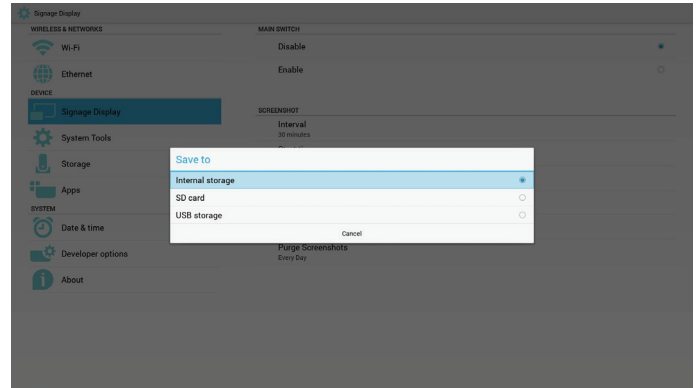 Signage Display
WIRELESS & NETWORKS
Wi-Fi
Ethernet
DEVICE
Signage Display
System Tools
Storage
Apps
SYSTEM
Date & time
Developer options
About
MAIN SWITCH
Disable
Enable
SCREENSHOT
Interval
30 minutes
Save to
Internal storage
SD card
USB storage
Cancel
Purge Screenshots
Every Day